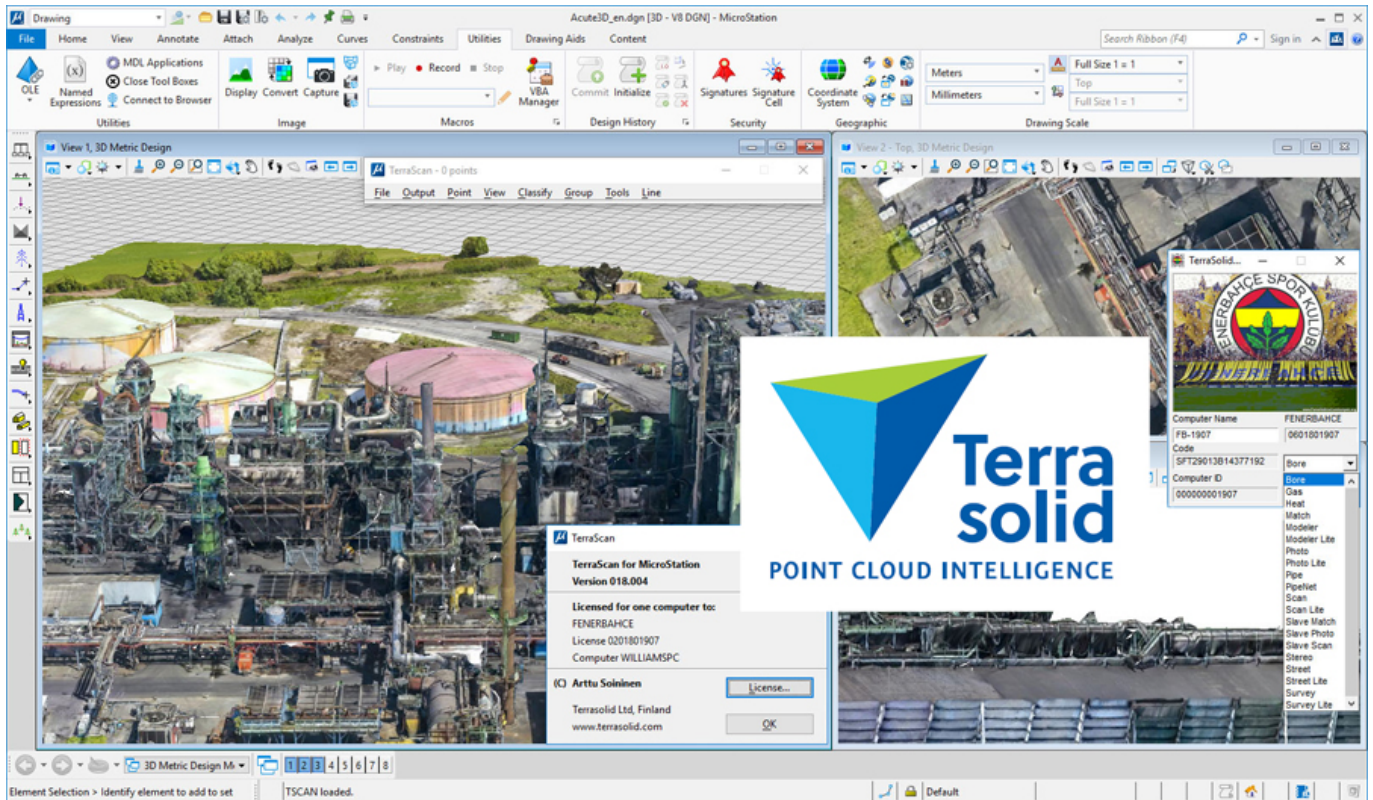 Drawing
Acute3D_en.dgn [3D - V8 DGN] - MicroStation
File Home View Annotate Attach Analyze Curves Constraints Utilities Drawing Aids Content
Search Ribbon (F4)
Sign in
OLE
Named Expressions
MDL Applications
Close Tool Boxes
Connect to Browser
Utilities
Display Convert Capture
Image
Play Record Stop
VBA Manager
Macros
Commit Initialize
Design History
Signatures Signature Cell
Security
Coordinate System
Geographic
Meters
Millimeters
Full Size 1 = 1
Top
Full Size 1 = 1
Drawing Scale
View 1, 3D Metric Design
TerraScan - 0 points
File Output Point View Classify Group Tools Line
View 2 - Top, 3D Metric Design
TerraSolid...
FENERBAHÇE SPOR KULÜBÜ
Computer Name FENERBAHCE
FB-1907 0601801907
Code
SFT29013B14377192
Bore
Computer ID
000000001907
Bore
Gas
Heat
Match
Modeler
Modeler Lite
Photo
Photo Lite
Pipe
PipeNet
Scan
Scan Lite
Slave Match
Slave Photo
Slave Scan
Stereo
Street
Street Lite
Survey
Survey Lite
Terra
solid
POINT CLOUD INTELLIGENCE
TerraScan
TerraScan for MicroStation
Version 018.004
Licensed for one computer to:
FENERBAHCE
License 0201801907
Computer WILLIAMSPC
(C) Arttu Soininen
License...
Terrasolid Ltd, Finland
www.terrasolid.com
OK
3D Metric Design M
1 2 3 4 5 6 7 8
Element Selection > Identify element to add to set
TSCAN loaded.
Default